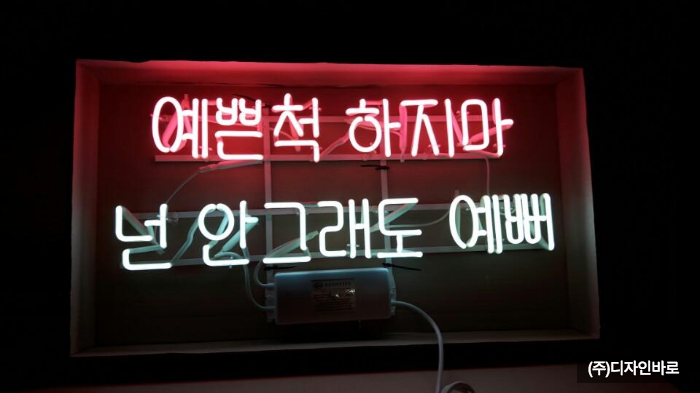 예쁜척 하지마
넌 안그래도 예뻐
(주)디자인바로